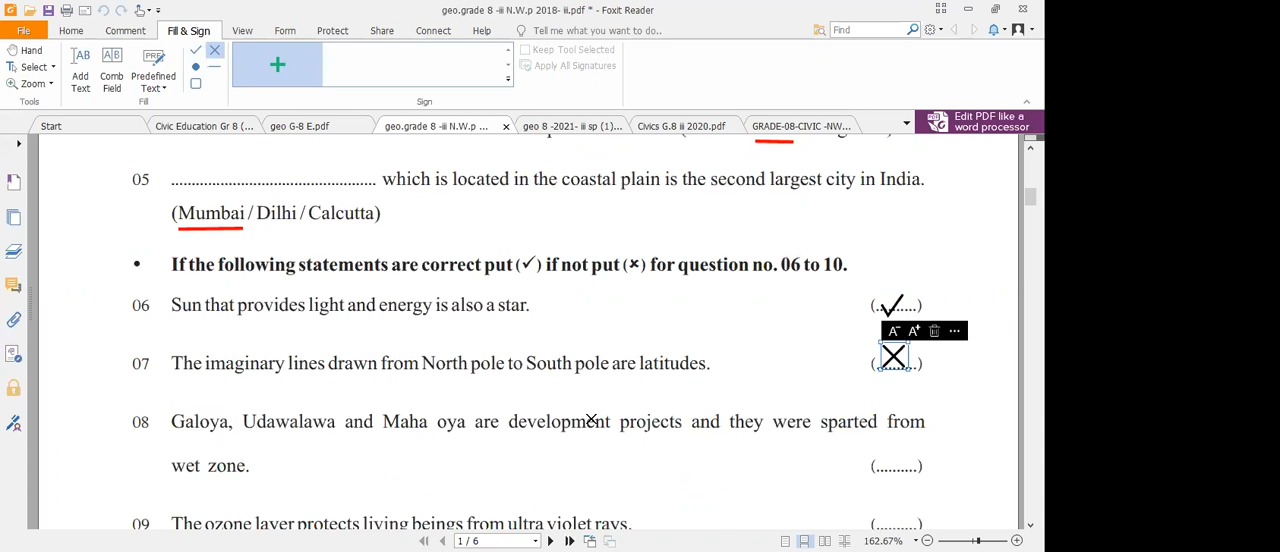 geo.grade 8 -ii N.W.p 2018- ii.pdf * - Foxit Reader
File Home Comment Fill & Sign View Form Protect Share Connect Help Tell me what you want to do.. Find
Hand
Select
Zoom
Tools
Add Text
Comb Field
PRE
Predefined Text
Fill
Keep Tool Selected
Apply All Signatures
Sign
Start Civic Education Gr 8 (... geo G-8 E.pdf geo.grade 8 -ii N.W.p ... geo 8 -2021- ii sp (1)... Civics G.8 ii 2020.pdf GRADE-08-CIVIC -NW...
Edit PDF like a
word processor
05 ................................................. which is located in the coastal plain is the second largest city in India.
(Mumbai / Dilhi / Calcutta)
• If the following statements are correct put (✓) if not put (×) for question no. 06 to 10.
06 Sun that provides light and energy is also a star. (..✓.......)
A- A+ ...
07 The imaginary lines drawn from North pole to South pole are latitudes. (..×.......)
08 Galoya, Udawalawa and Maha oya are development projects and they were sparted from
wet zone. (..........)
09 The ozone layer protects living beings from ultra violet rays. (..........)
1 / 6 162.67%